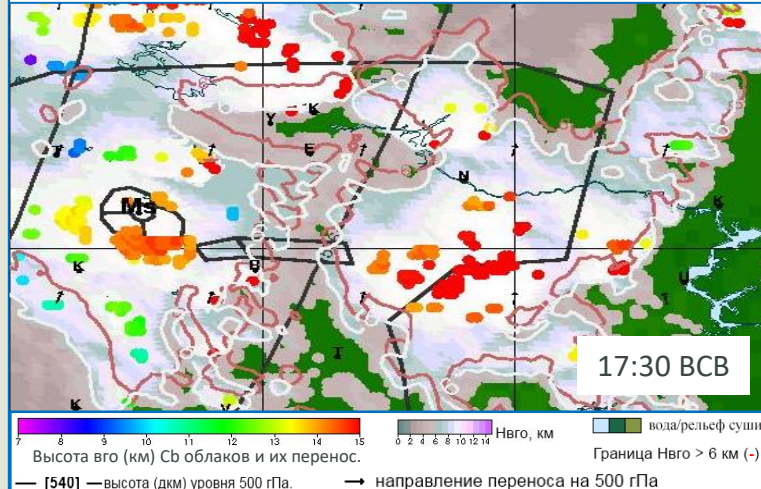 6
У
К
Е
Ms
N
К
К
В
U
Т
Т
К
17:30 ВСВ
7 8 9 10 11 12 13 14 15
Высота вго (км) Cb облаков и их перенос.
0 2 4 6 8 10 12 14
Нвго, км
вода/рельеф суши
Граница Нвго > 6 км (-)
[540] — высота (дкм) уровня 500 гПа.
→ направление переноса на 500 гПа